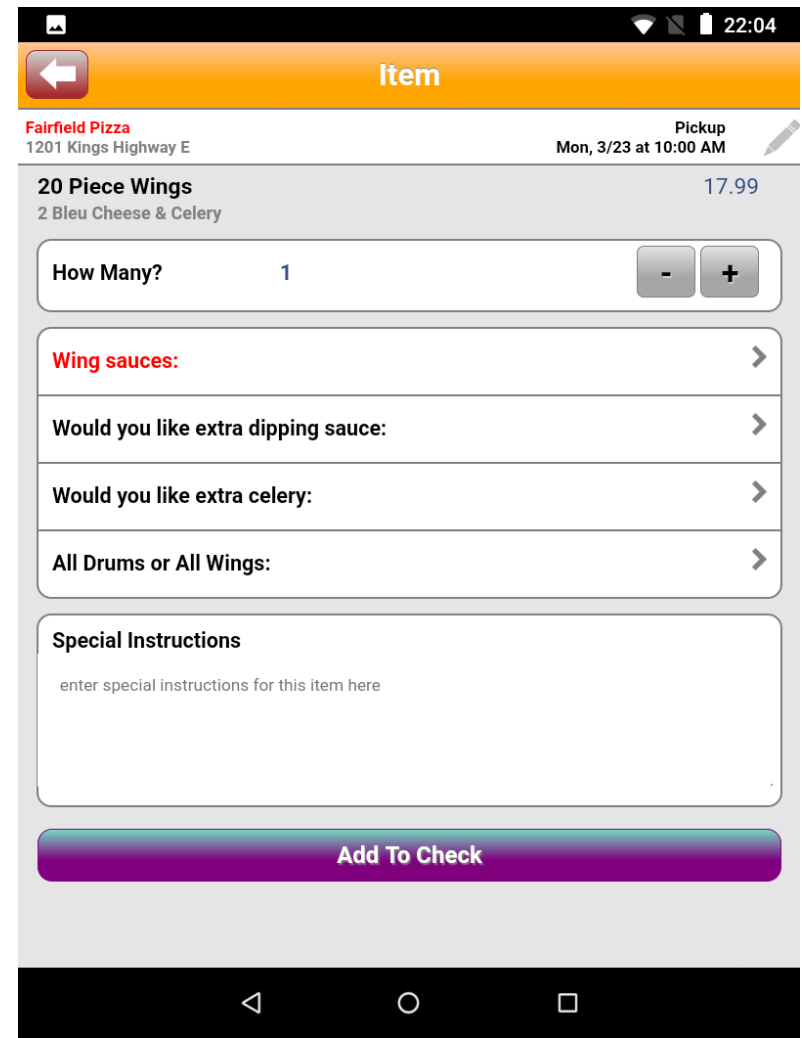 22:04
Item
Fairfield Pizza
1201 Kings Highway E
Pickup
Mon, 3/23 at 10:00 AM
20 Piece Wings
17.99
2 Bleu Cheese & Celery
How Many?
1
-
+
Wing sauces:
Would you like extra dipping sauce:
Would you like extra celery:
All Drums or All Wings:
Special Instructions
enter special instructions for this item here
Add To Check